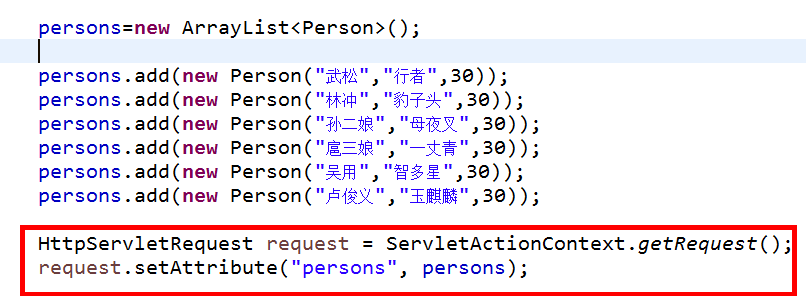 persons=new ArrayList<Person>();
persons.add(new Person("武松","行者",30));
persons.add(new Person("林冲","豹子头",30));
persons.add(new Person("孙二娘","母夜叉",30));
persons.add(new Person("扈三娘","一丈青",30));
persons.add(new Person("吴用","智多星",30));
persons.add(new Person("卢俊义","玉麒麟",30));
HttpServletRequest request = ServletActionContext.getRequest();
request.setAttribute("persons", persons);